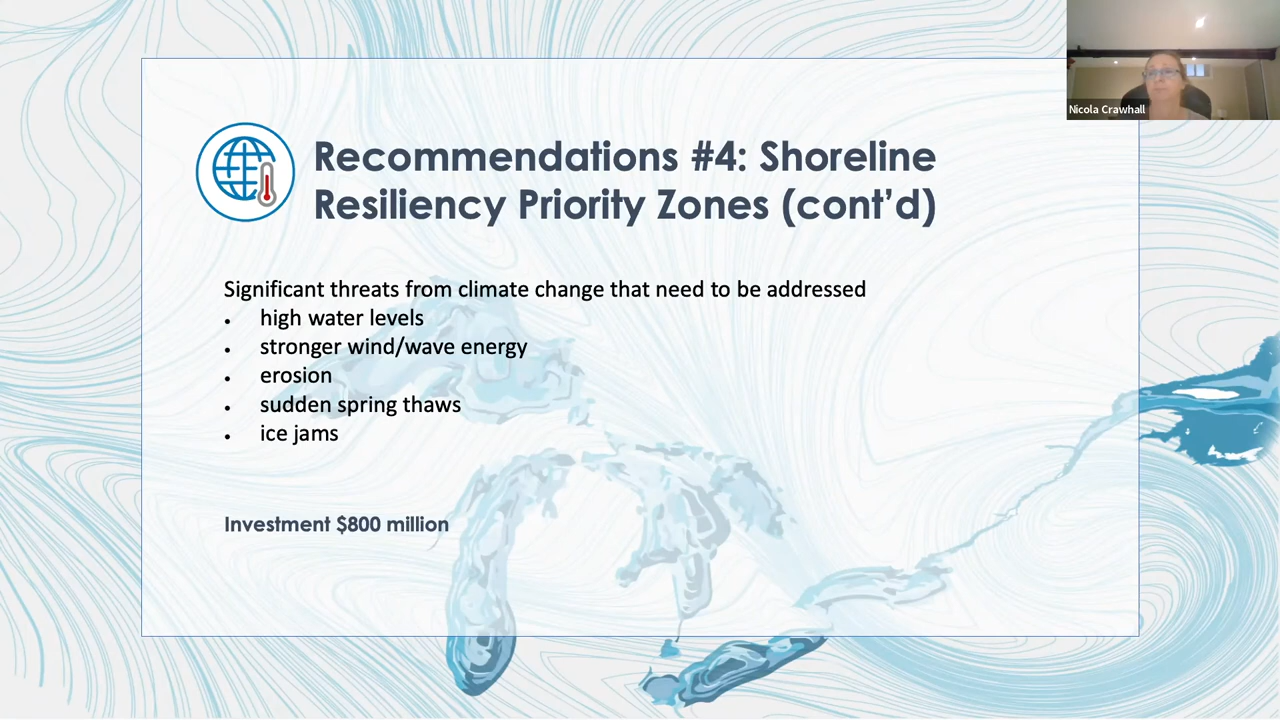 Nicola Crawhall
Recommendations #4: Shoreline
Resiliency Priority Zones (cont’d)
Significant threats from climate change that need to be addressed
• high water levels
• stronger wind/wave energy
• erosion
• sudden spring thaws
• ice jams
Investment $800 million